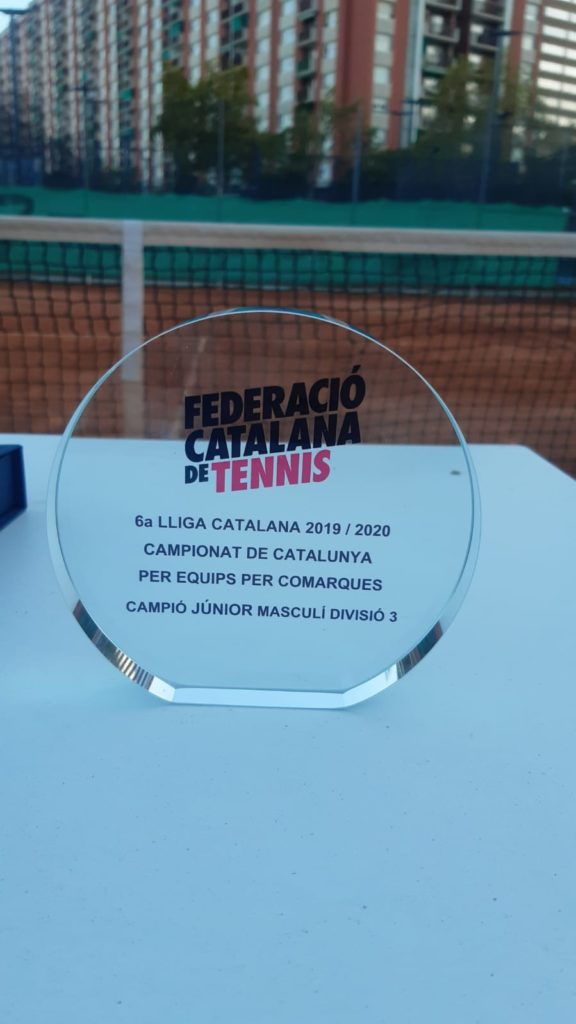 FEDERACIÓ
CATALANA
DE TENNIS
6a LLIGA CATALANA 2019 / 2020
CAMPIONAT DE CATALUNYA
PER EQUIPS PER COMARQUES
CAMPIÓ JÚNIOR MASCULÍ DIVISIÓ 3